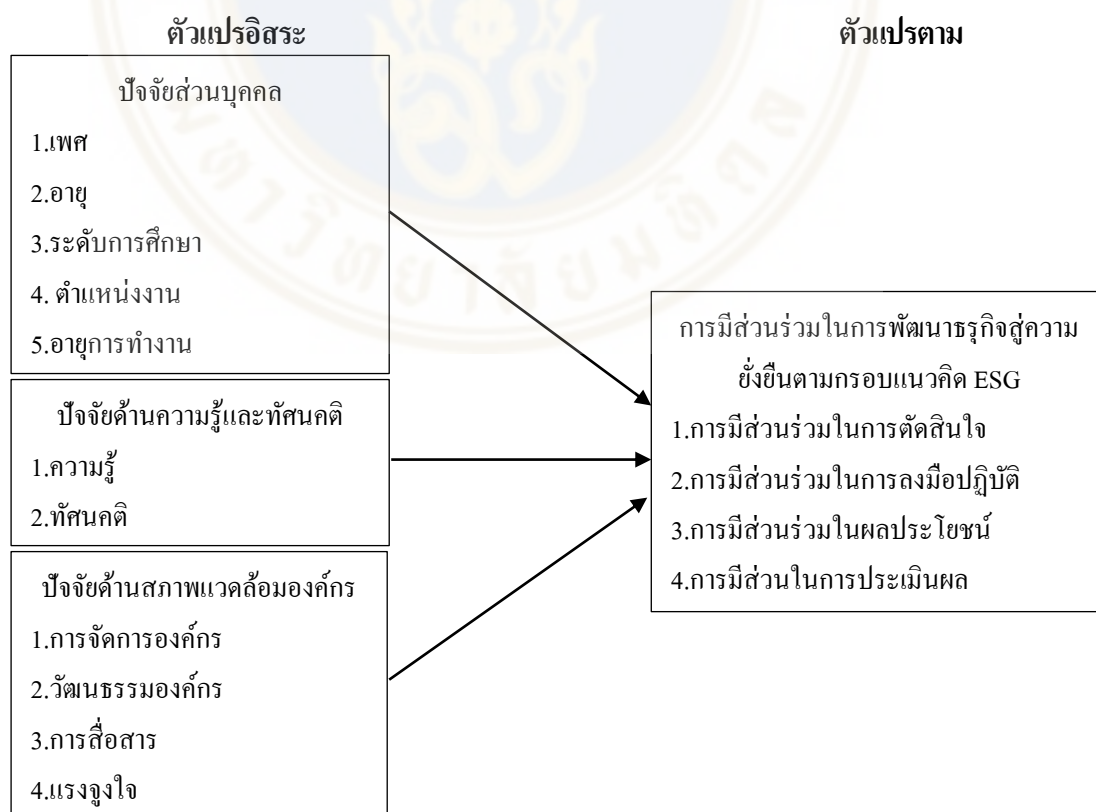 ตัวแปรอิสระ
ตัวแปรตาม
ปัจจัยส่วนบุคคล
1.เพศ
2.อายุ
3.ระดับการศึกษา
4. ตำแหน่งงาน
5.อายุการทำงาน
ปัจจัยด้านความรู้และทัศนคติ
1.ความรู้
2.ทัศนคติ
ปัจจัยด้านสภาพแวดล้อมองค์กร
1.การจัดการองค์กร
2.วัฒนธรรมองค์กร
3.การสื่อสาร
4.แรงจูงใจ
การมีส่วนร่วมในการพัฒนาธุรกิจสู่ความ
ยั่งยืนตามกรอบแนวคิด ESG
1.การมีส่วนร่วมในการตัดสินใจ
2.การมีส่วนร่วมในการลงมือปฏิบัติ
3.การมีส่วนร่วมในผลประโยชน์
4.การมีส่วนในการประเมินผล
มหาวิทยาลัยมหิดล